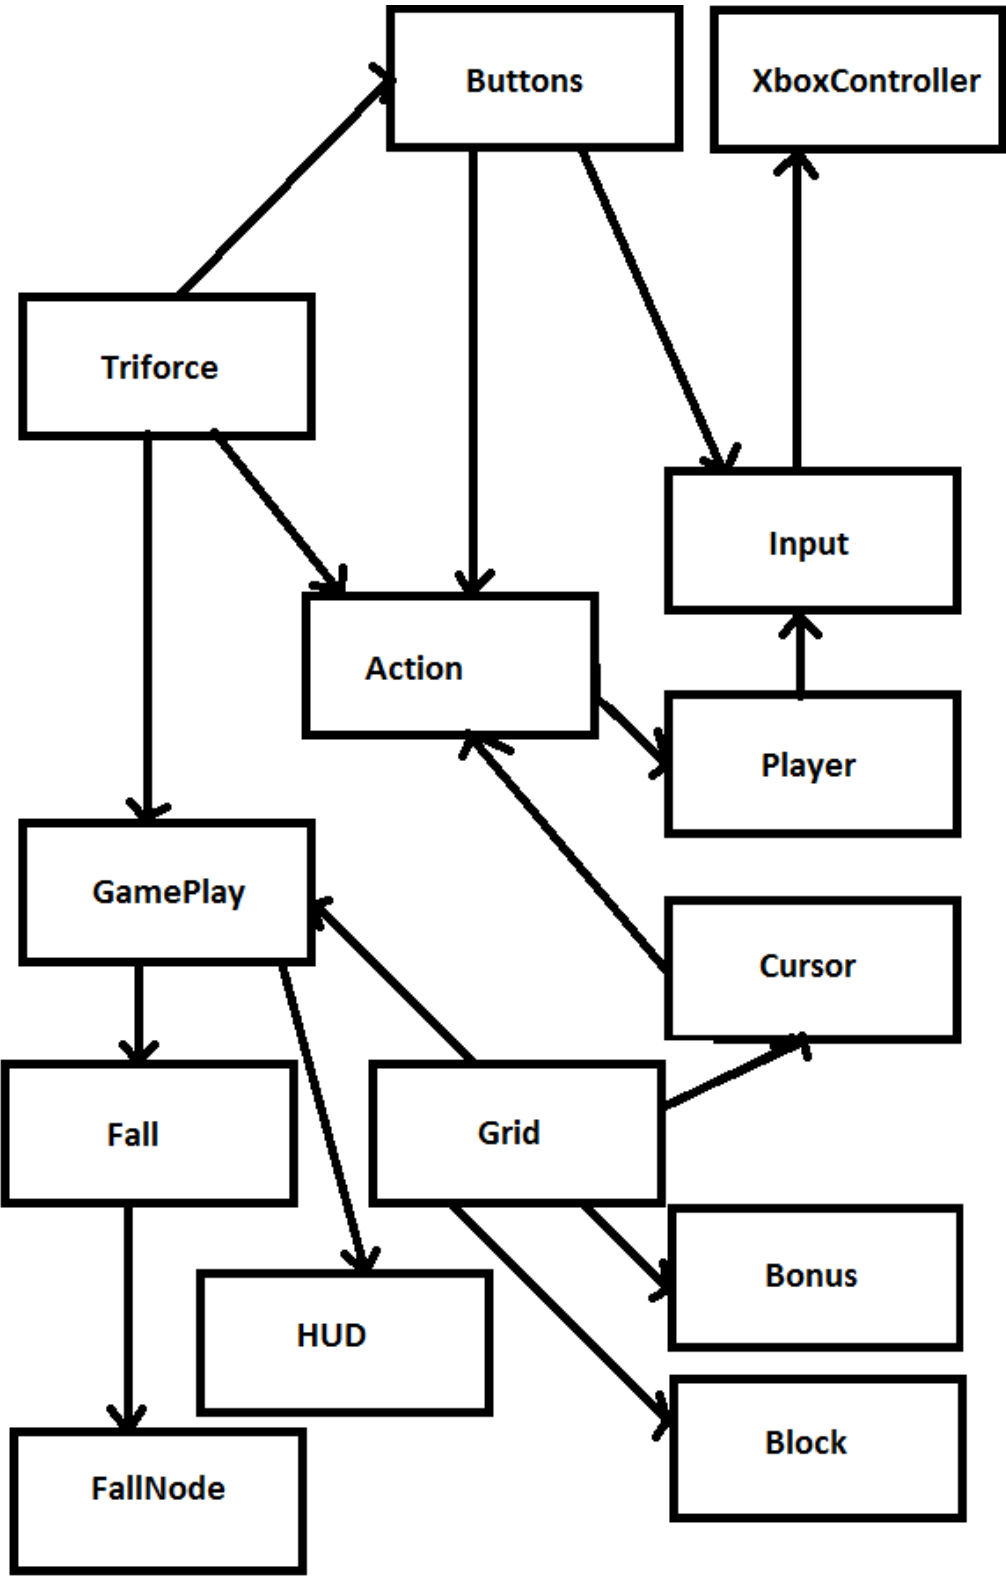 Buttons
XboxController
Triforce
Input
Action
Player
GamePlay
Cursor
Fall
Grid
Bonus
HUD
Block
FallNode